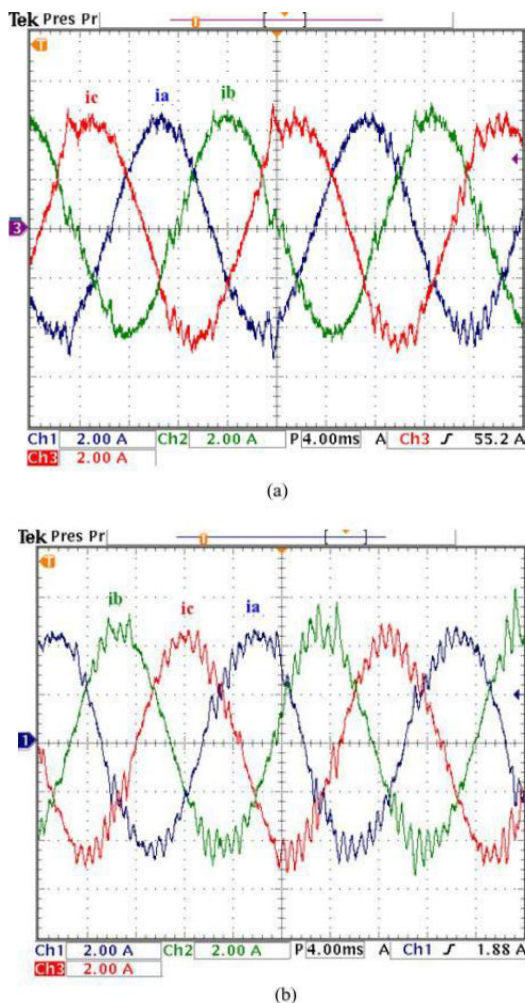 Tek Pres Pr
T
T
ic ia ib
3
Ch1 2.00 A Ch2 2.00 A P 4.00ms A Ch3 ∫ 55.2 A
Ch3 2.00 A
(a)
Tek Pres Pr
T
T
ib ic ia
1
Ch1 2.00 A Ch2 2.00 A P 4.00ms A Ch1 ∫ 1.88 A
Ch3 2.00 A
(b)